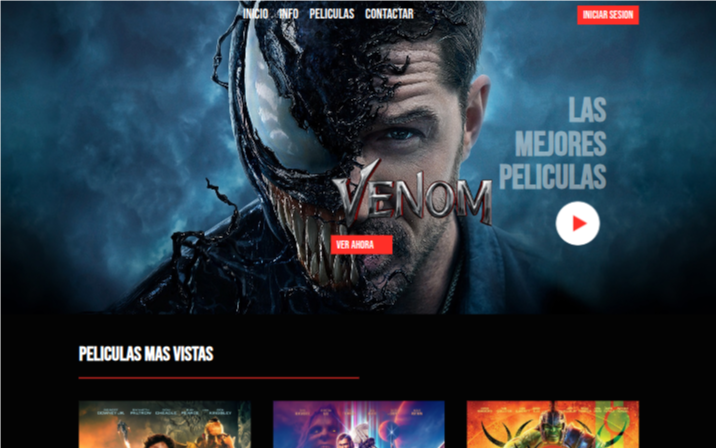 INICIO INFO PELICULAS CONTACTAR
INICIAR SESION
LAS
MEJORES
PELICULAS
VENOM
VER AHORA
PELICULAS MAS VISTAS